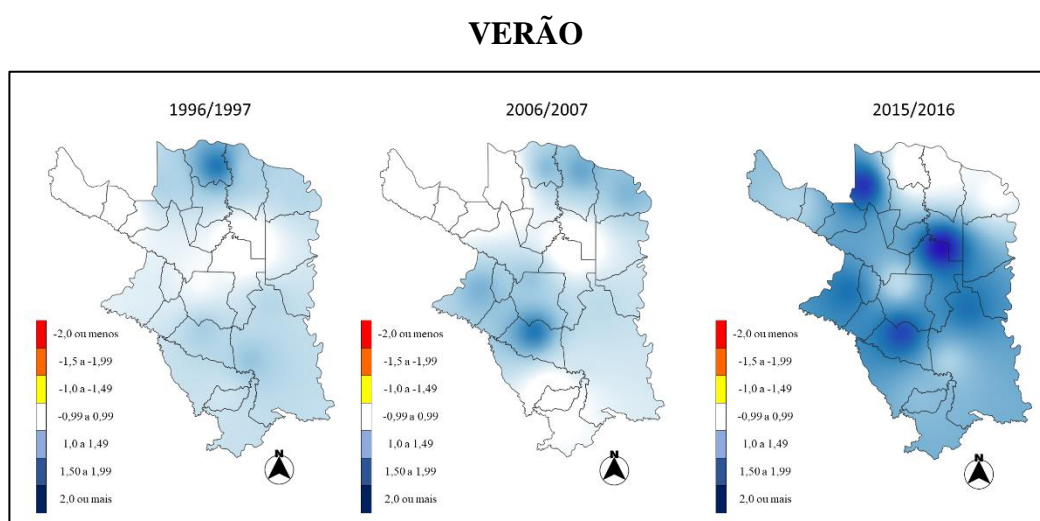 VERÃO
1996/1997
2006/2007
2015/2016
-2,0 ou menos
-1,5 a -1,99
-1,0 a -1,49
-0,99 a 0,99
1,0 a 1,49
1,50 a 1,99
2,0 ou mais
N
-2,0 ou menos
-1,5 a -1,99
-1,0 a -1,49
-0,99 a 0,99
1,0 a 1,49
1,50 a 1,99
2,0 ou mais
N
-2,0 ou menos
-1,5 a -1,99
-1,0 a -1,49
-0,99 a 0,99
1,0 a 1,49
1,50 a 1,99
2,0 ou mais
N